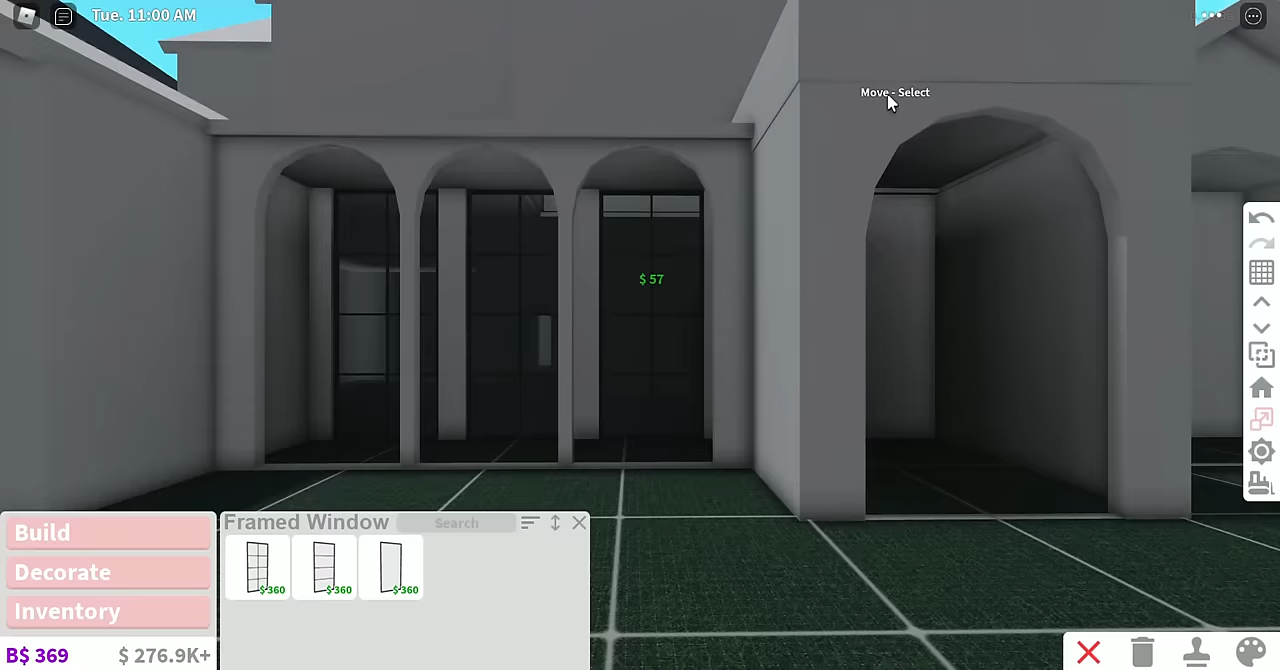 Tue. 11:00 AM
Move - Select
$ 57
Build
Decorate
Inventory
B$ 369
$ 276.9K+
Framed Window
Search
$360
$360
$360